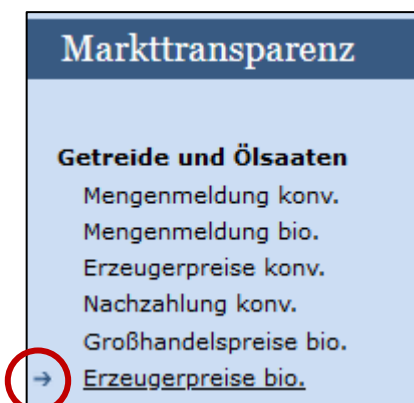 Markttransparenz
Getreide und Ölsaaten
Mengenmeldung konv.
Mengenmeldung bio.
Erzeugerpreise konv.
Nachzahlung konv.
Großhandelspreise bio.
Erzeugerpreise bio.